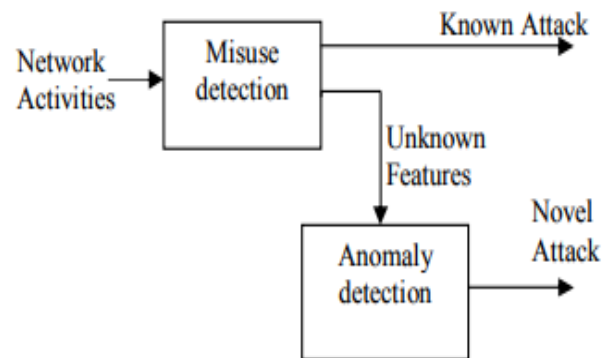 Network
Activities
Misuse
detection
Known Attack
Unknown
Features
Anomaly
detection
Novel
Attack